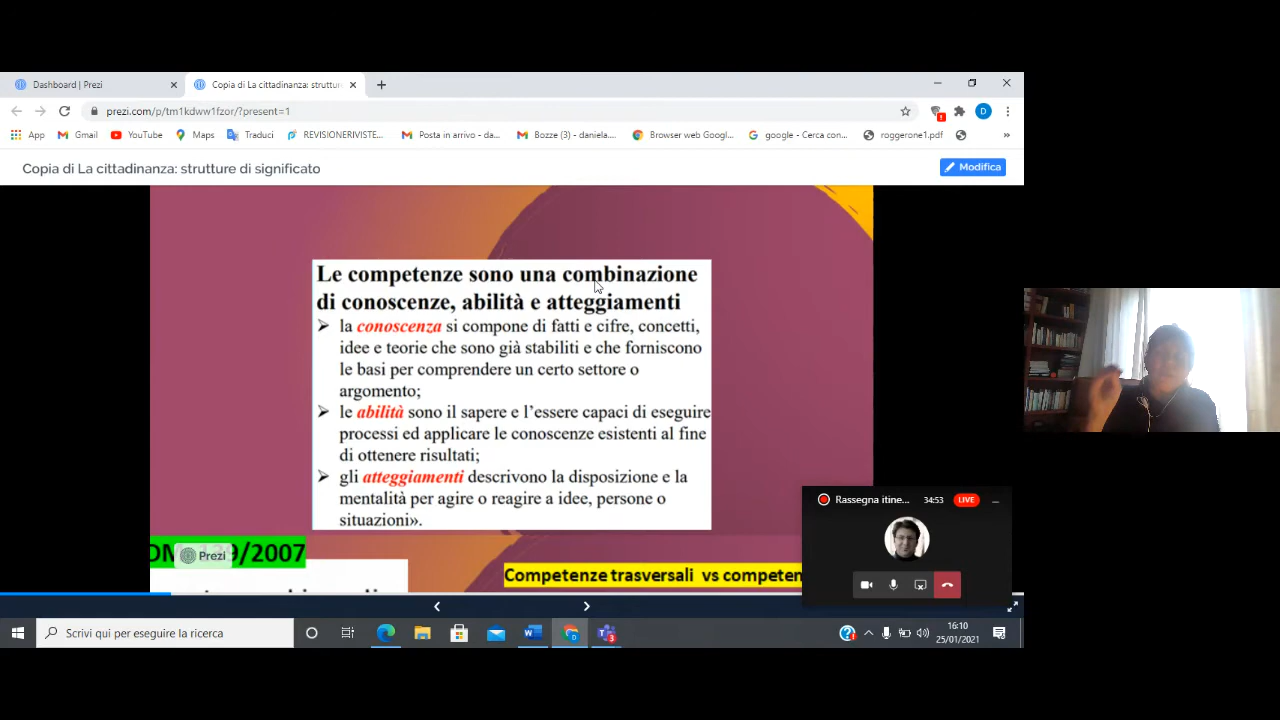 Dashboard | Prezi
Copia di La cittadinanza: struttur
prezi.com/p/tm1kdww1fzor/?present=1
App Gmail YouTube Maps Traduci REVISIONERIVISTE... Posta in arrivo - da... Bozze (3) - daniela.... Browser web Googl... google - Cerca con... roggerone1.pdf
Copia di La cittadinanza: strutture di significato
Modifica
Le competenze sono una combinazione
di conoscenze, abilità e atteggiamenti
la conoscenza si compone di fatti e cifre, concetti,
idee e teorie che sono già stabiliti e che forniscono
le basi per comprendere un certo settore o
argomento;
le abilità sono il sapere e l'essere capaci di eseguire
processi ed applicare le conoscenze esistenti al fine
di ottenere risultati;
gli atteggiamenti descrivono la disposizione e la
mentalità per agire o reagire a idee, persone o
situazioni».
9/2007
Prezi
Competenze trasversali vs competen
Rassegna itine... 34:53 LIVE
Scrivi qui per eseguire la ricerca
16:10
25/01/2021